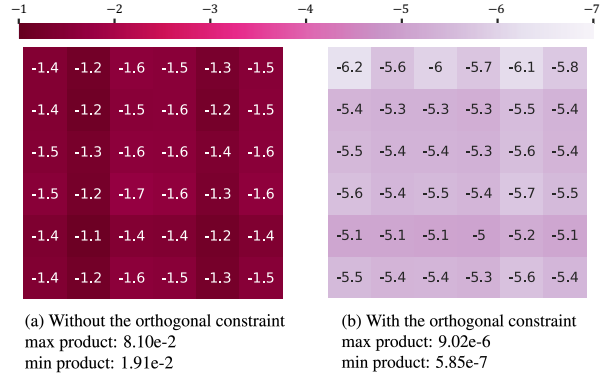 −1 −2 −3 −4 −5 −6 −7
-1.4 -1.2 -1.6 -1.5 -1.3 -1.5
-1.4 -1.2 -1.5 -1.5 -1.2 -1.5
-1.5 -1.3 -1.6 -1.6 -1.4 -1.6
-1.5 -1.2 -1.7 -1.6 -1.3 -1.6
-1.4 -1.1 -1.4 -1.4 -1.2 -1.4
-1.4 -1.2 -1.6 -1.5 -1.3 -1.5
(a) Without the orthogonal constraint
max product: 8.10e-2
min product: 1.91e-2
-6.2 -5.6 -6 -5.7 -6.1 -5.8
-5.4 -5.3 -5.3 -5.3 -5.5 -5.4
-5.5 -5.4 -5.4 -5.3 -5.6 -5.4
-5.6 -5.4 -5.5 -5.4 -5.7 -5.5
-5.1 -5.1 -5.1 -5 -5.2 -5.1
-5.5 -5.4 -5.4 -5.3 -5.6 -5.4
(b) With the orthogonal constraint
max product: 9.02e-6
min product: 5.85e-7